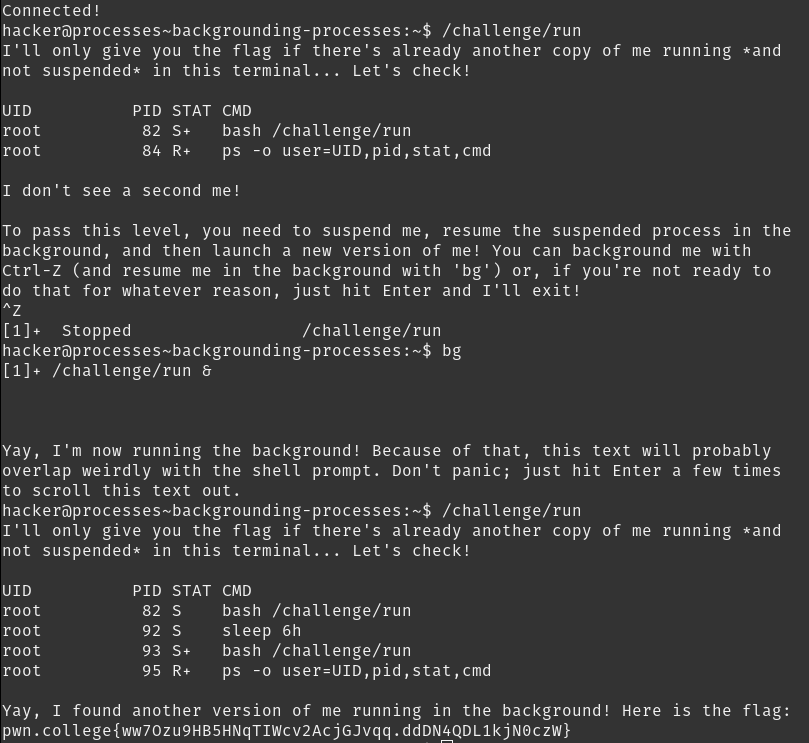 Connected!
hacker@processes~backgrounding-processes:~$ /challenge/run
I'll only give you the flag if there's already another copy of me running *and
not suspended* in this terminal... Let's check!
UID          PID STAT CMD
root          82 S+   bash /challenge/run
root          84 R+   ps -o user=UID,pid,stat,cmd
I don't see a second me!
To pass this level, you need to suspend me, resume the suspended process in the
background, and then launch a new version of me! You can background me with
Ctrl-Z (and resume me in the background with 'bg') or, if you're not ready to
do that for whatever reason, just hit Enter and I'll exit!
^Z
[1]+  Stopped                 /challenge/run
hacker@processes~backgrounding-processes:~$ bg
[1]+ /challenge/run &
Yay, I'm now running the background! Because of that, this text will probably
overlap weirdly with the shell prompt. Don't panic; just hit Enter a few times
to scroll this text out.
hacker@processes~backgrounding-processes:~$ /challenge/run
I'll only give you the flag if there's already another copy of me running *and
not suspended* in this terminal... Let's check!
UID          PID STAT CMD
root          82 S    bash /challenge/run
root          92 S    sleep 6h
root          93 S+   bash /challenge/run
root          95 R+   ps -o user=UID,pid,stat,cmd
Yay, I found another version of me running in the background! Here is the flag:
pwn.college{ww7Ozu9HB5HNqTIWcv2AcjGJvqq.ddDN4QDL1kjN0czW}